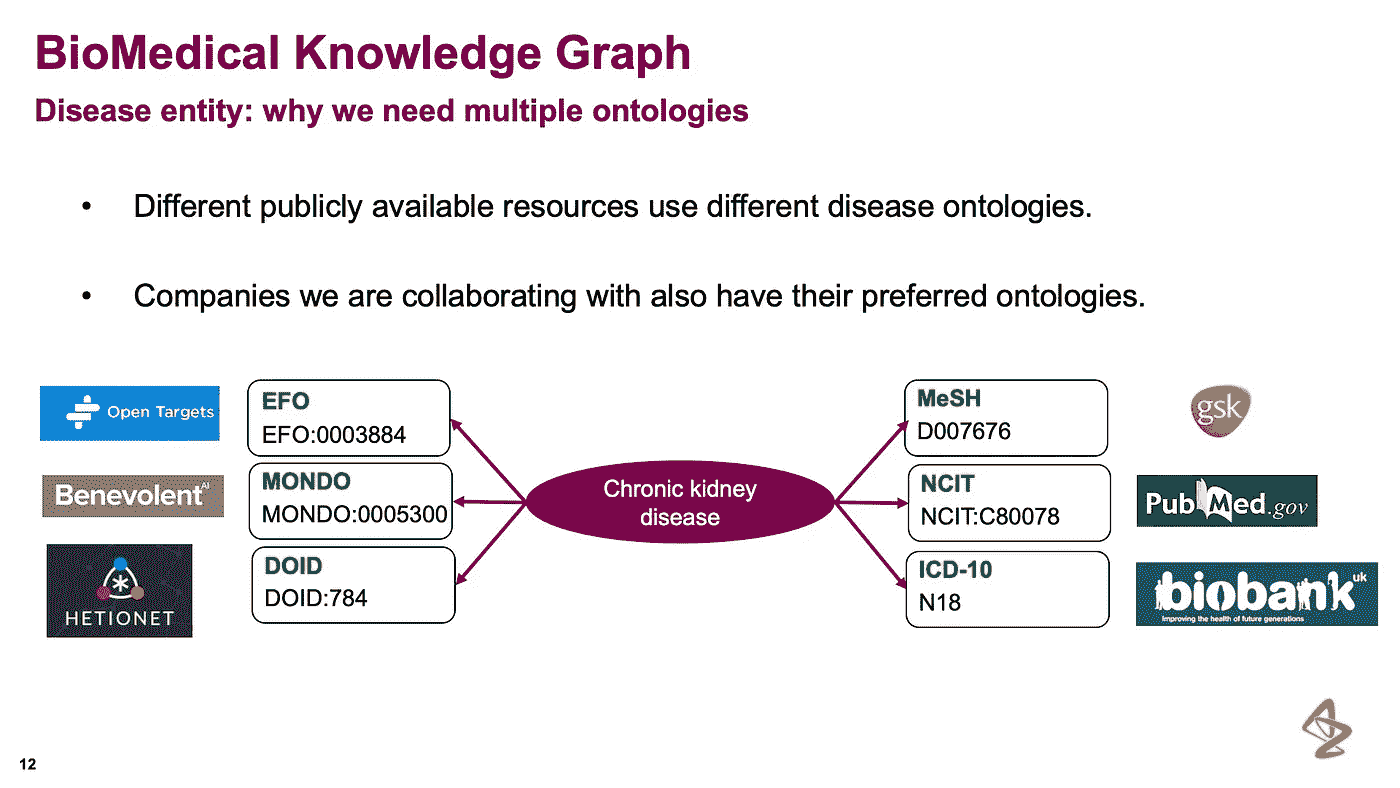 BioMedical Knowledge Graph
Disease entity: why we need multiple ontologies
• Different publicly available resources use different disease ontologies.
• Companies we are collaborating with also have their preferred ontologies.
Open Targets
EFO
EFO:0003884
Benevolent AI
MONDO
MONDO:0005300
HETIONET
DOID
DOID:784
Chronic kidney
disease
MeSH
D007676
gsk
NCIT
NCIT:C80078
PubMed.gov
ICD-10
N18
biobank uk
Improving the health of future generations
12